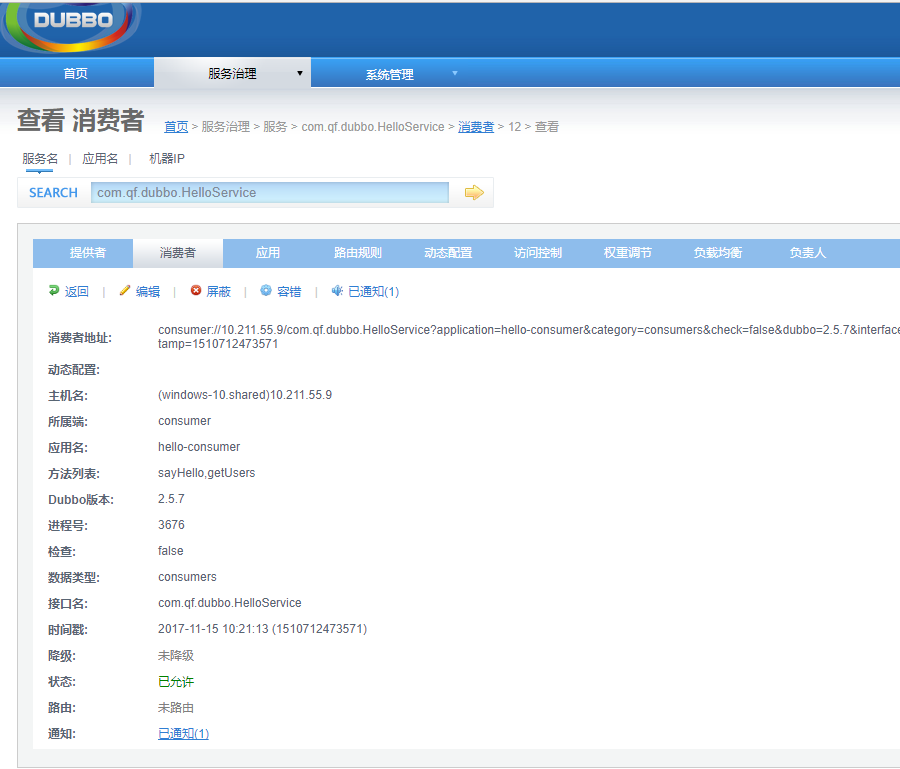 DUBBO
首页 服务治理 ▼ 系统管理 ▼
查看 消费者 首页 > 服务治理 > 服务 > com.qf.dubbo.HelloService > 消费者 > 12 > 查看
服务名 | 应用名 | 机器IP
SEARCH com.qf.dubbo.HelloService
提供者 消费者 应用 路由规则 动态配置 访问控制 权重调节 负载均衡 负责人
返回 | 编辑 | 屏蔽 | 容错 | 已通知(1)
消费者地址: consumer://10.211.55.9/com.qf.dubbo.HelloService?application=hello-consumer&category=consumers&check=false&dubbo=2.5.7&interface
tamp=1510712473571
动态配置:
主机名: (windows-10.shared)10.211.55.9
所属端: consumer
应用名: hello-consumer
方法列表: sayHello,getUsers
Dubbo版本: 2.5.7
进程号: 3676
检查: false
数据类型: consumers
接口名: com.qf.dubbo.HelloService
时间戳: 2017-11-15 10:21:13 (1510712473571)
降级: 未降级
状态: 已允许
路由: 未路由
通知: 已通知(1)